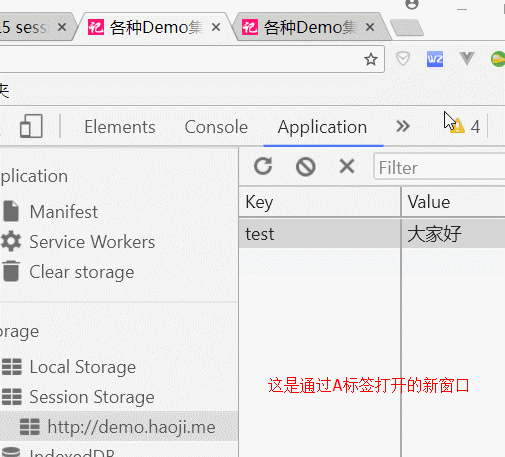 L5 sess
各种Demo集
各种Demo集
夹
Elements
Console
Application
4
plication
Manifest
Service Workers
Clear storage
orage
Local Storage
Session Storage
http://demo.haoji.me
IndexedDB
Filter
Key
Value
test
大家好
这是通过A标签打开的新窗口